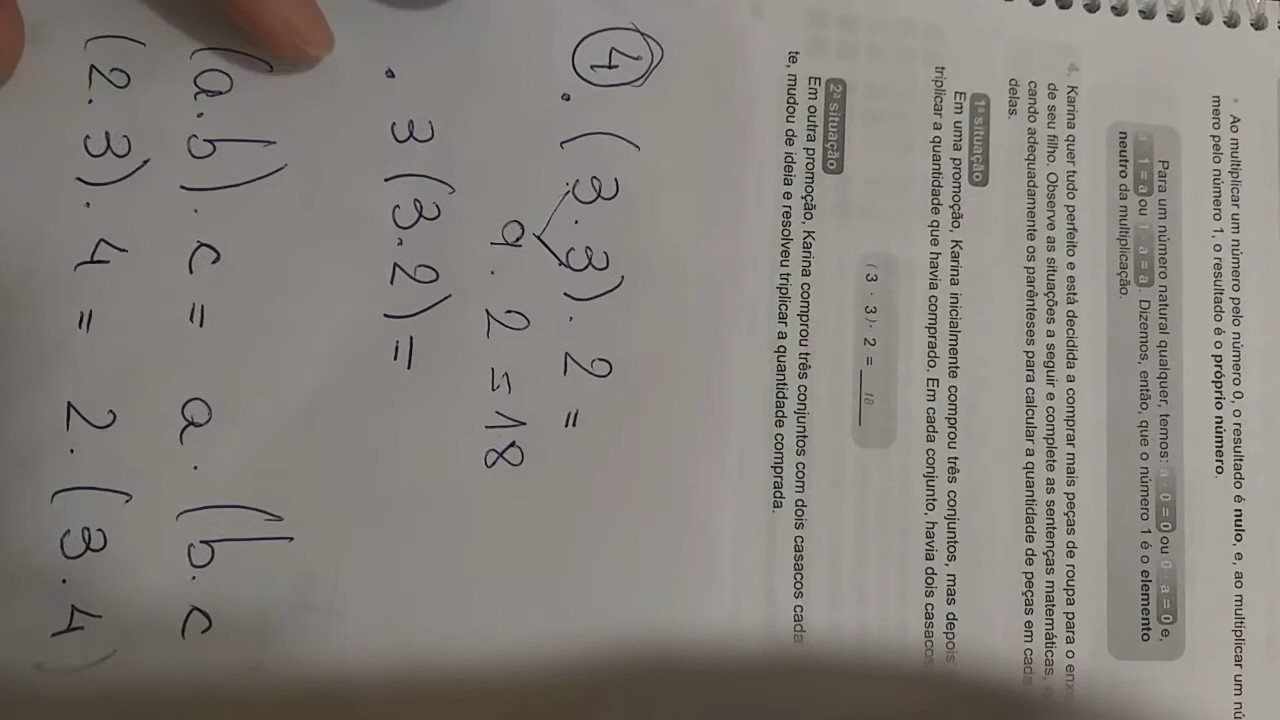 • Ao multiplicar um número pelo número 0, o resultado é nulo, e, ao multiplicar um nú
mero pelo número 1, o resultado é o próprio número.
Para um número natural qualquer, temos: a · 0 = 0 ou 0 · a = 0 e,
a · 1 = a ou 1 · a = a. Dizemos, então, que o número 1 é o elemento
neutro da multiplicação.
4. Karina quer tudo perfeito e está decidida a comprar mais peças de roupa para o enxo
de seu filho. Observe as situações a seguir e complete as sentenças matemáticas,
cando adequadamente os parênteses para calcular a quantidade de peças em cada
delas.
1ª situação
Em uma promoção, Karina inicialmente comprou três conjuntos, mas depois
triplicar a quantidade que havia comprado. Em cada conjunto, havia dois casacos
( 3 · 3 ) · 2 = 18
2ª situação
Em outra promoção, Karina comprou três conjuntos com dois casacos cada
te, mudou de ideia e resolveu triplicar a quantidade comprada.
4
• (3 . 3) . 2 =
9 . 2 = 18
• 3 (3 . 2) =
(a . b) . c = a . (b . c
(2 . 3) . 4 = 2 . (3 . 4)